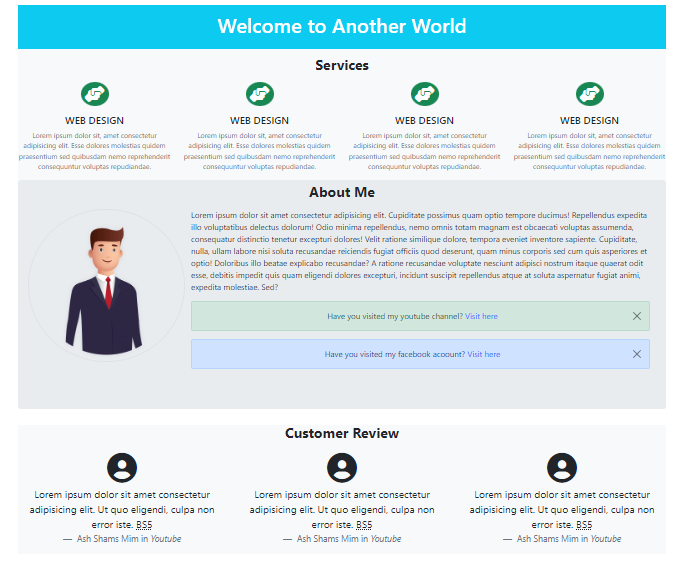 Welcome to Another World
Services
WEB DESIGN
Lorem ipsum dolor sit, amet consectetur
adipisicing elit. Esse dolores molestias quidem
praesentium sed quibusdam nemo reprehenderit
consequuntur voluptas repudiandae.
WEB DESIGN
Lorem ipsum dolor sit, amet consectetur
adipisicing elit. Esse dolores molestias quidem
praesentium sed quibusdam nemo reprehenderit
consequuntur voluptas repudiandae.
WEB DESIGN
Lorem ipsum dolor sit, amet consectetur
adipisicing elit. Esse dolores molestias quidem
praesentium sed quibusdam nemo reprehenderit
consequuntur voluptas repudiandae.
WEB DESIGN
Lorem ipsum dolor sit, amet consectetur
adipisicing elit. Esse dolores molestias quidem
praesentium sed quibusdam nemo reprehenderit
consequuntur voluptas repudiandae.
About Me
Lorem ipsum dolor sit amet consectetur adipisicing elit. Cupiditate possimus quam optio tempore ducimus! Repellendus expedita
illo voluptatibus delectus dolorum! Odio minima repellendus, nemo omnis totam magnam est obcaecati voluptas assumenda,
consequatur distinctio tenetur excepturi dolores! Velit ratione similique dolore, tempora eveniet inventore sapiente. Cupiditate,
nulla, ullam labore nisi soluta recusandae reiciendis fugiat officiis quod deserunt, quam minus corporis sed cum quis asperiores et
optio! Doloribus illo beatae explicabo recusandae? A ratione recusandae voluptate nesciunt adipisci nostrum itaque quaerat odit
esse, debitis impedit quis quam eligendi dolores excepturi, incidunt suscipit repellendus atque at soluta aspernatur fugiat animi,
expedita molestiae. Sed?
Have you visited my youtube channel? Visit here
Have you visited my facebook acoount? Visit here
Customer Review
Lorem ipsum dolor sit amet consectetur
adipisicing elit. Ut quo eligendi, culpa non
error iste. BS5
— Ash Shams Mim in Youtube
Lorem ipsum dolor sit amet consectetur
adipisicing elit. Ut quo eligendi, culpa non
error iste. BS5
— Ash Shams Mim in Youtube
Lorem ipsum dolor sit amet consectetur
adipisicing elit. Ut quo eligendi, culpa non
error iste. BS5
— Ash Shams Mim in Youtube